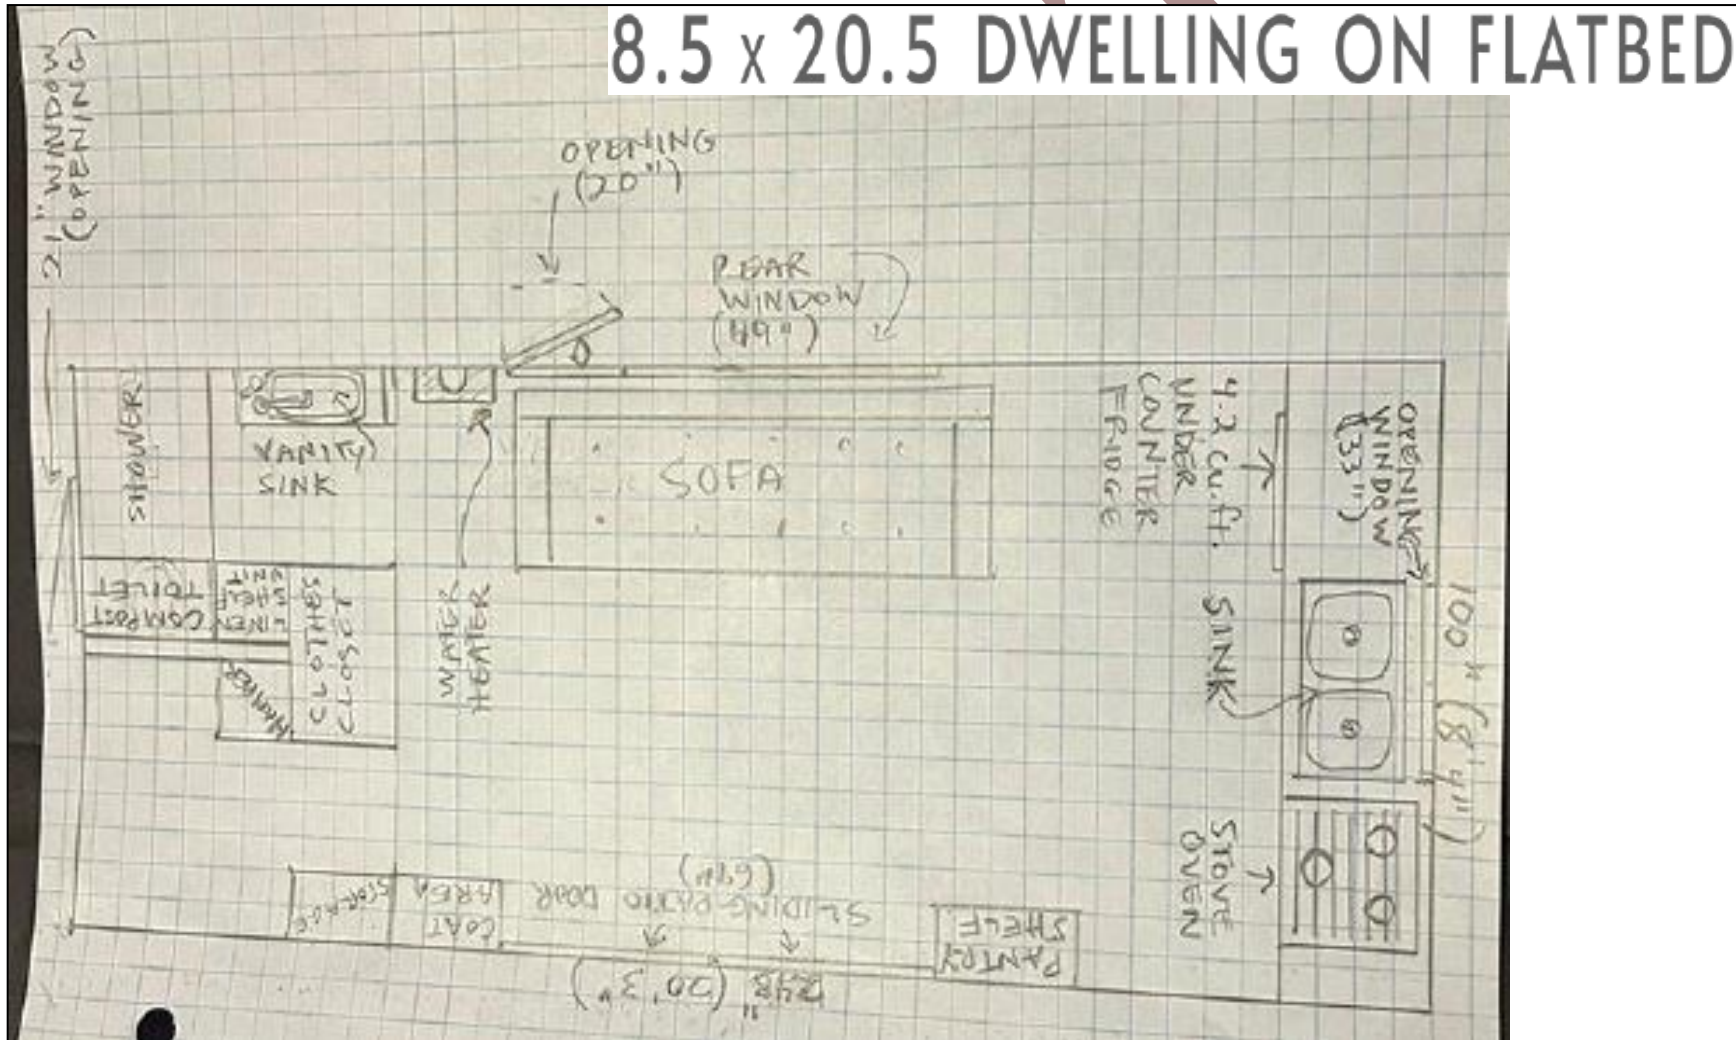 8.5 x 20.5 DWELLING ON FLATBED
21" WINDOW
(OPENING)
OPENING
(20")
REAR
WINDOW
(49")
SHOWER
VANITY
SINK
SOFA
4.2 cu.ft.
UNDER
COUNTER
FRIDGE
OPENING
WINDOW
(33")
COMPOST
TOILET
LINEN
SHELF
UNIT
CLOTHES
CLOSET
HAMPER
WATER
HEATER
SINK
100" (8'4")
STOVE
OVEN
STORAGE
COAT
AREA
SLIDING PATIO DOOR
(69")
PANTRY
SHELF
243" (20'3")